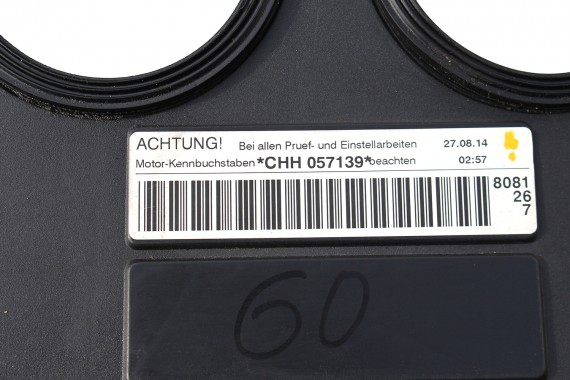 ACHTUNG! Bei allen Pruef- und Einstellarbeiten 27.08.14
Motor-Kennbuchstaben *CHH 057139* beachten 02:57
8081
26
7
60